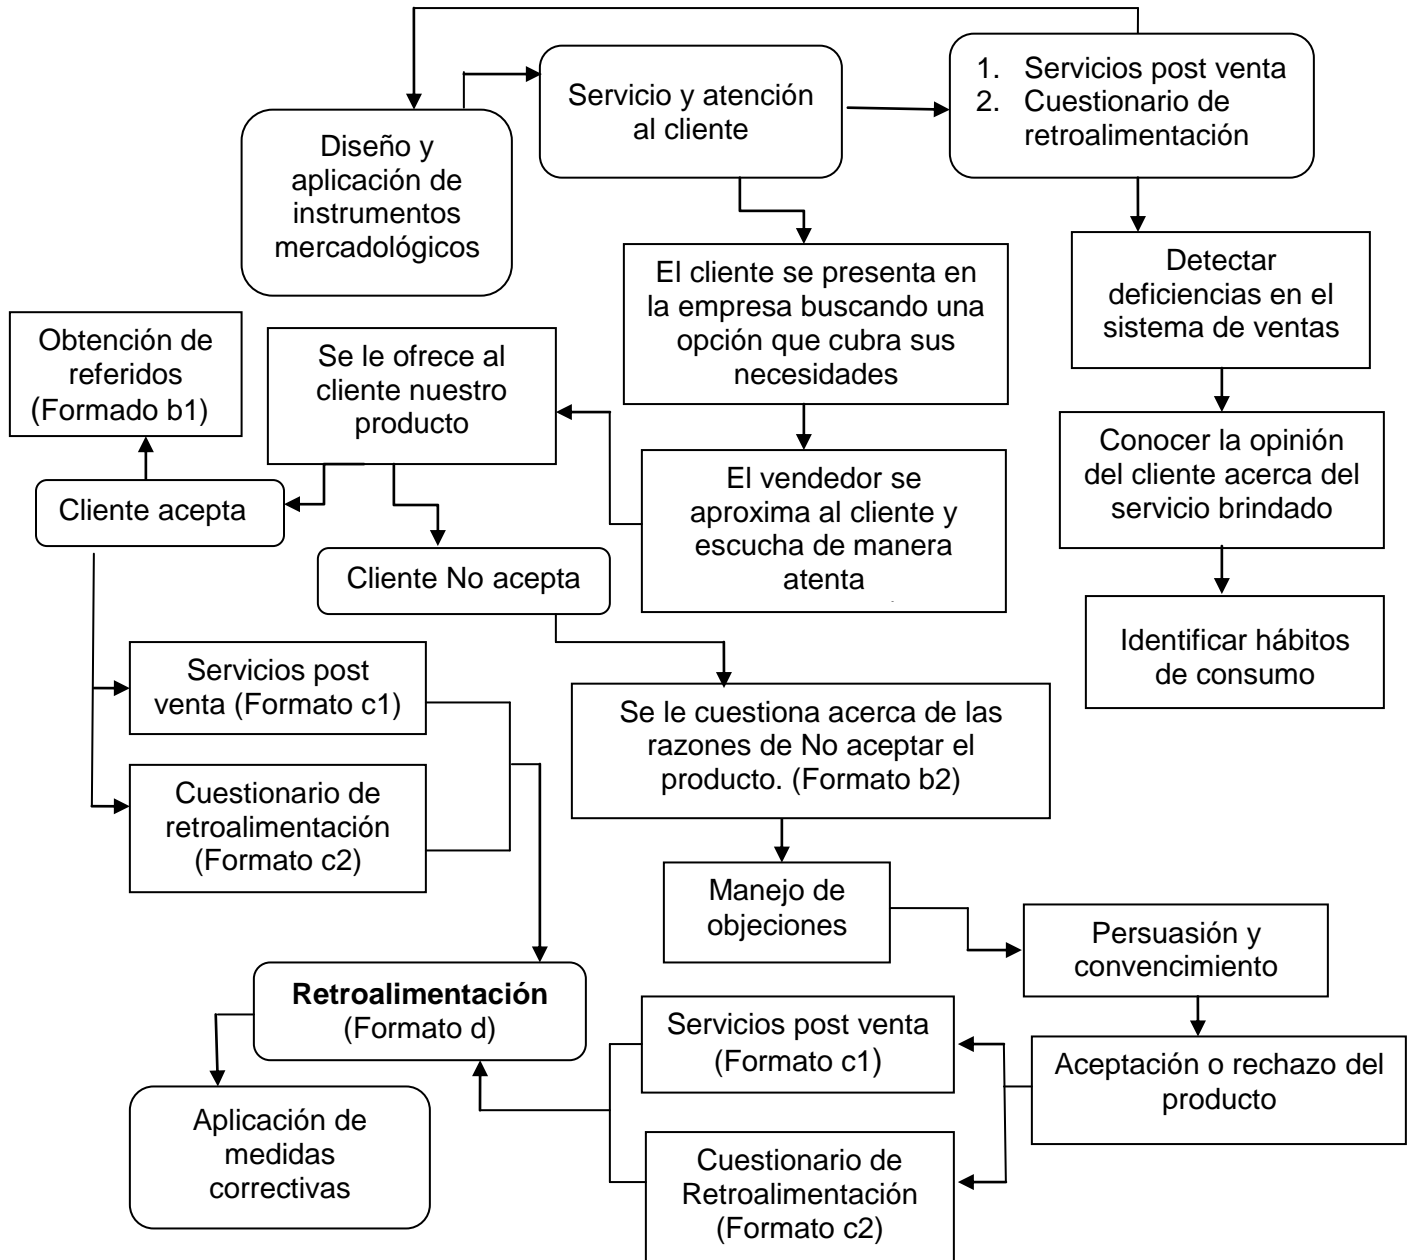 1. Servicios post venta
2. Cuestionario de
retroalimentación
Servicio y atención
al cliente
Diseño y
aplicación de
instrumentos
mercadológicos
El cliente se presenta en
la empresa buscando una
opción que cubra sus
necesidades
Detectar
deficiencias en el
sistema de ventas
Obtención de
referidos
(Formado b1)
Se le ofrece al
cliente nuestro
producto
Conocer la opinión
del cliente acerca del
servicio brindado
El vendedor se
aproxima al cliente y
escucha de manera
atenta
Cliente acepta
Cliente No acepta
Identificar hábitos
de consumo
Servicios post
venta (Formato c1)
Se le cuestiona acerca de las
razones de No aceptar el
producto. (Formato b2)
Cuestionario de
retroalimentación
(Formato c2)
Manejo de
objeciones
Persuasión y
convencimiento
Retroalimentación
(Formato d)
Servicios post venta
(Formato c1)
Aceptación o rechazo del
producto
Aplicación de
medidas
correctivas
Cuestionario de
Retroalimentación
(Formato c2)